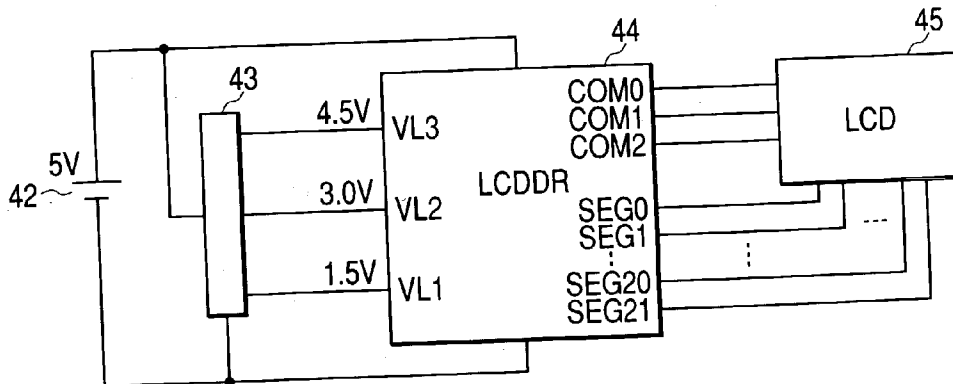 44
45
43
4.5V
VL3
COM0
COM1
COM2
LCD
5V
42
3.0V
VL2
LCDDR
SEG0
SEG1
1.5V
VL1
SEG20
SEG21